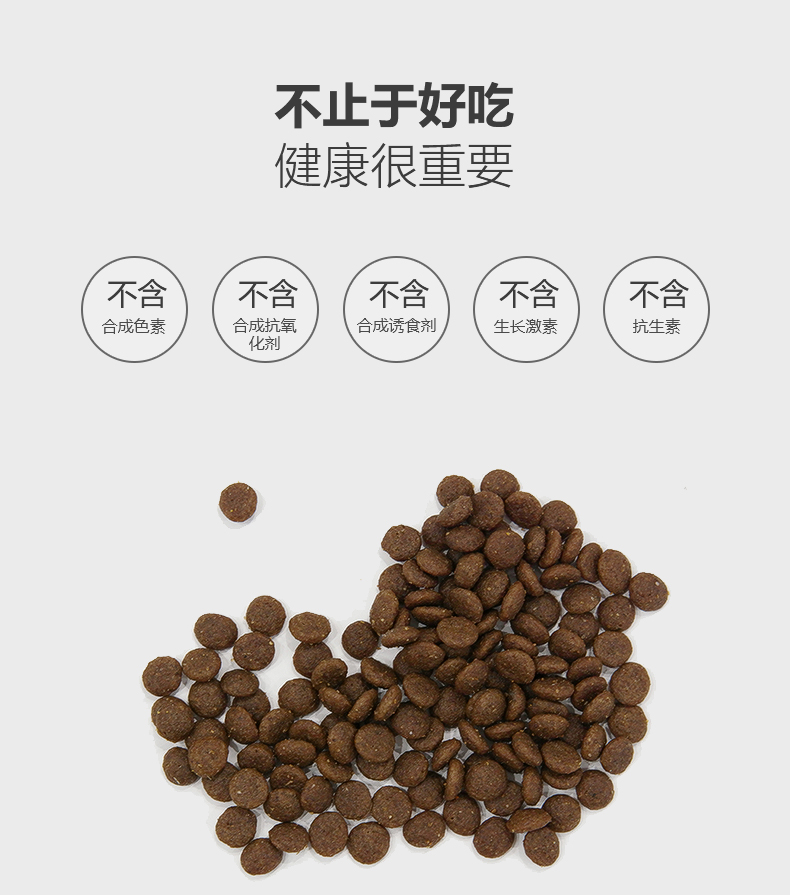 不止于好吃
健康很重要
不含
合成色素
不含
合成抗氧
化剂
不含
合成诱食剂
不含
生长激素
不含
抗生素